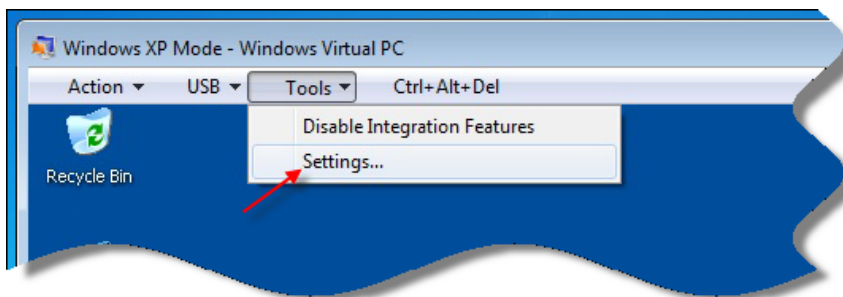 Windows XP Mode - Windows Virtual PC
Action USB Tools Ctrl+Alt+Del
Disable Integration Features
Settings...
Recycle Bin